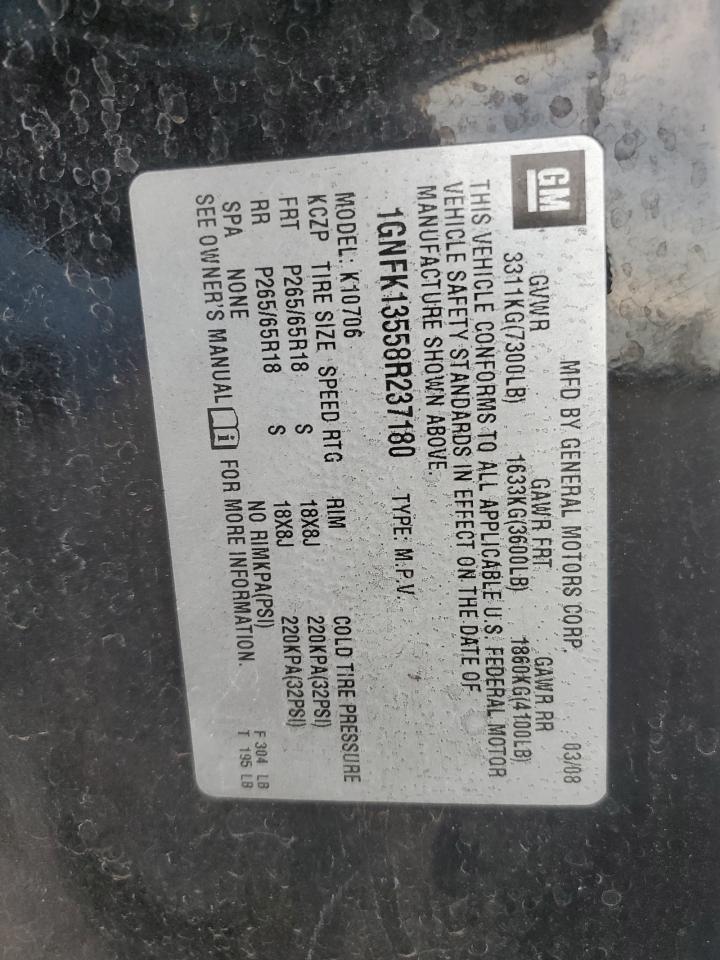 GM
MFD BY GENERAL MOTORS CORP. 03/08
GVWR GAWR FRT GAWR RR
3311KG(7300LB) 1633KG(3600LB) 1860KG(4100LB)
THIS VEHICLE CONFORMS TO ALL APPLICABLE U.S. FEDERAL MOTOR
VEHICLE SAFETY STANDARDS IN EFFECT ON THE DATE OF
MANUFACTURE SHOWN ABOVE.
1GNFK13558R237180 TYPE: M.P.V.
MODEL: K10706
KCZP TIRE SIZE SPEED RTG RIM COLD TIRE PRESSURE
FRT P265/65R18 S 18X8J 220KPA(32PSI)
RR P265/65R18 S 18X8J 220KPA(32PSI)
SPA NONE NO RIMKPA(PSI)
SEE OWNER'S MANUAL i FOR MORE INFORMATION.
F 304 LB
T 195 LB